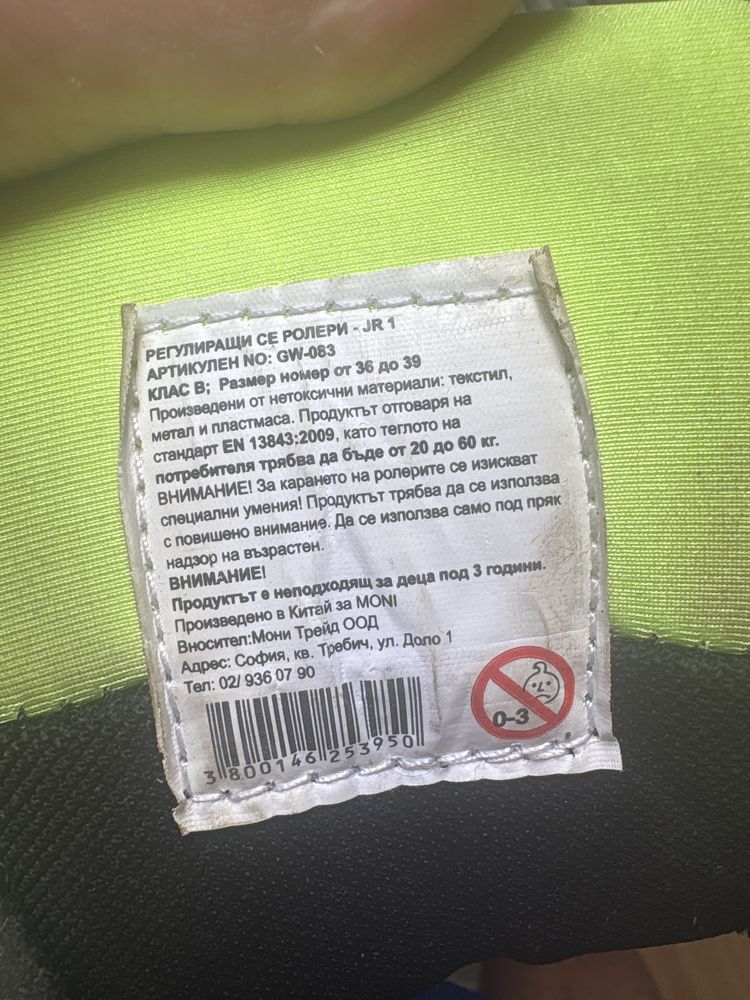 РЕГУЛИРАЩИ СЕ РОЛЕРИ - JR 1
АРТИКУЛЕН NO: GW-083
КЛАС В; Размер номер от 36 до 39
Произведени от нетоксични материали: текстил,
метал и пластмаса. Продуктът отговаря на
стандарт EN 13843:2009, като теглото на
потребителя трябва да бъде от 20 до 60 кг.
ВНИМАНИЕ! За карането на ролерите се изискват
специални умения! Продуктът трябва да се използва
с повишено внимание. Да се използва само под пряк
надзор на възрастен.
ВНИМАНИЕ!
Продуктът е неподходящ за деца под 3 години.
Произведено в Китай за MONI
Вносител:Мони Трейд ООД
Адрес: София, кв. Требич, ул. Доло 1
Тел: 02/ 936 07 90
0-3
3 800146 253950